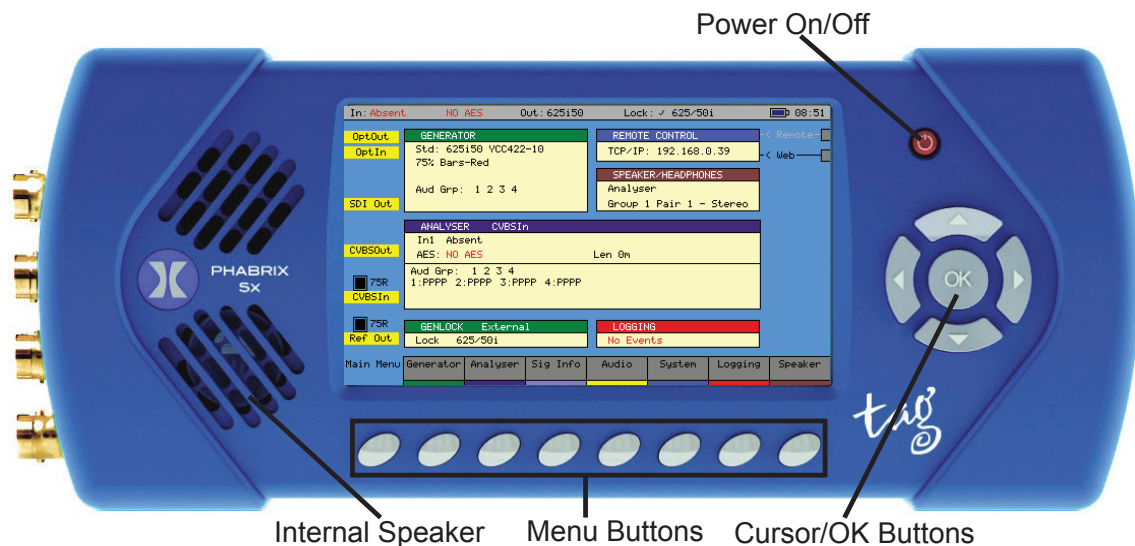 Power On/Off
In: Absent NO AES Out: 625i50 Lock: ✓ 625/50i 08:51
OptOut
OptIn
SDI Out
CVBSOut
75R
CVBSIn
75R
Ref Out
GENERATOR
Std: 625i50 YCC422-10
75% Bars-Red
Aud Grp: 1 2 3 4
REMOTE CONTROL
TCP/IP: 192.168.0.39
< Remote
< Web
SPEAKER/HEADPHONES
Analyser
Group 1 Pair 1 - Stereo
ANALYSER CVBSIn
In1 Absent
AES: NO AES Len 0m
Aud Grp: 1 2 3 4
1:PPPP 2:PPPP 3:PPPP 4:PPPP
GENLOCK External
Lock 625/50i
LOGGING
No Events
Main Menu Generator Analyser Sig Info Audio System Logging Speaker
PHABRIX
Sx
OK
tag
Internal Speaker
Menu Buttons
Cursor/OK Buttons